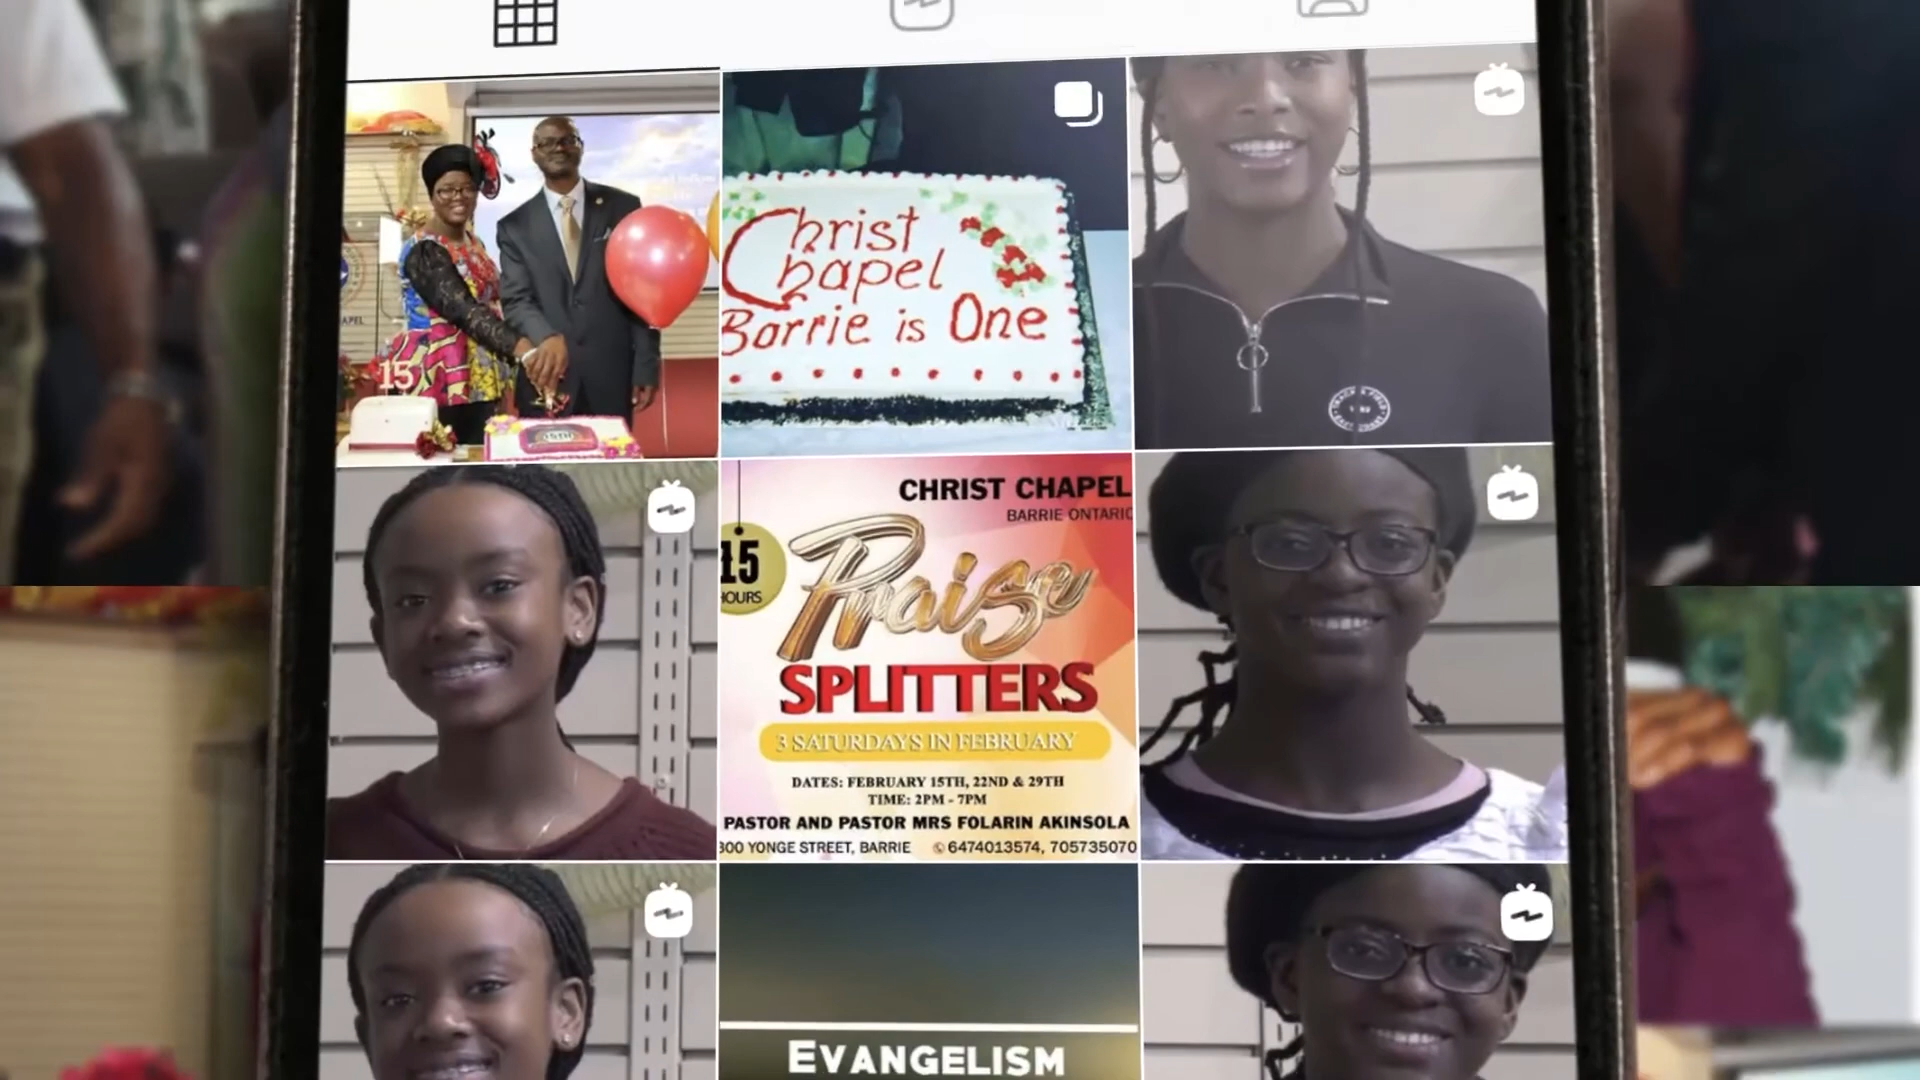 15
Christ
Chapel
Barrie is One
CHRIST CHAPEL
BARRIE ONTARIO
15
HOURS
Praise
SPLITTERS
3 SATURDAYS IN FEBRUARY
DATES: FEBRUARY 15TH, 22ND & 29TH
TIME: 2PM - 7PM
PASTOR AND PASTOR MRS FOLARIN AKINSOLA
300 YONGE STREET, BARRIE 6474013574, 705735070
EVANGELISM